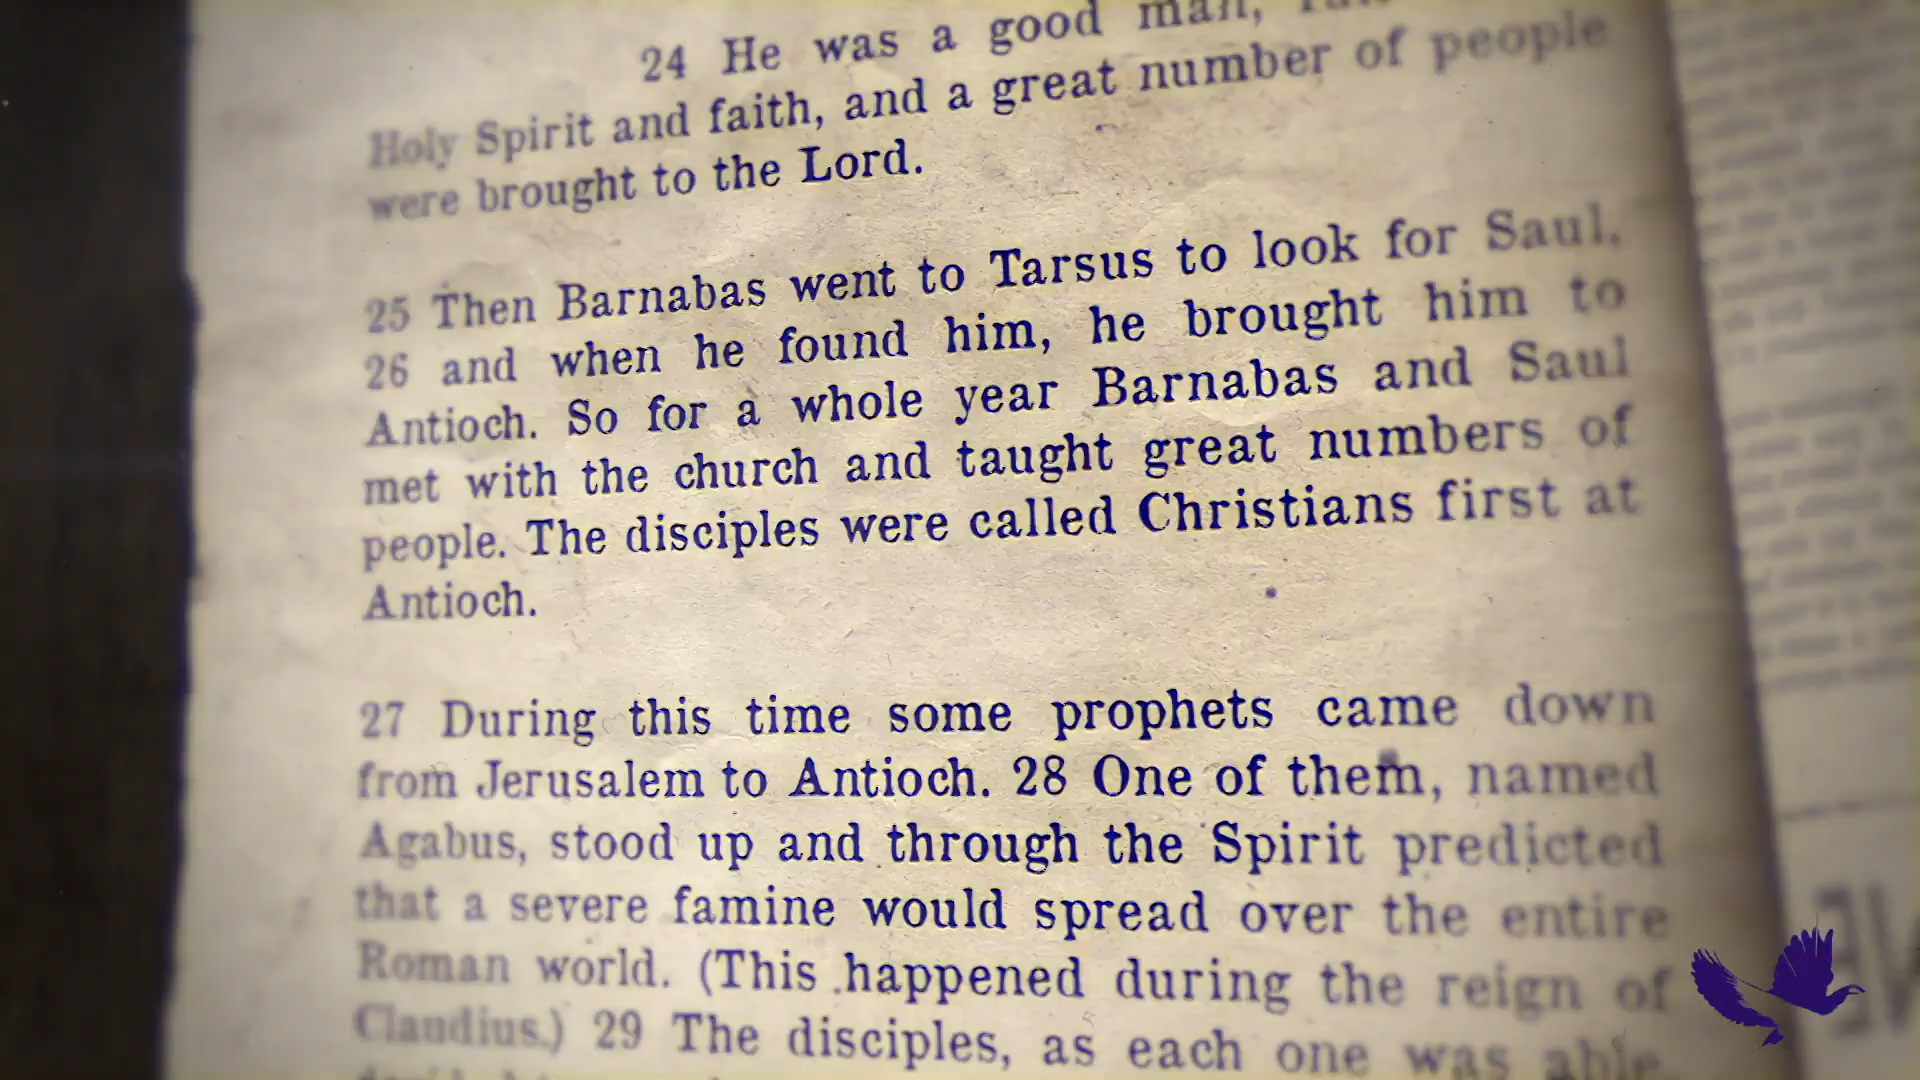 24 He was a good man,
Holy Spirit and faith, and a great number of people
were brought to the Lord.
25 Then Barnabas went to Tarsus to look for Saul,
26 and when he found him, he brought him to
Antioch. So for a whole year Barnabas and Saul
met with the church and taught great numbers of
people. The disciples were called Christians first at
Antioch.
27 During this time some prophets came down
from Jerusalem to Antioch. 28 One of them, named
Agabus, stood up and through the Spirit predicted
that a severe famine would spread over the entire
Roman world. (This happened during the reign of
Claudius.) 29 The disciples, as each one was able,